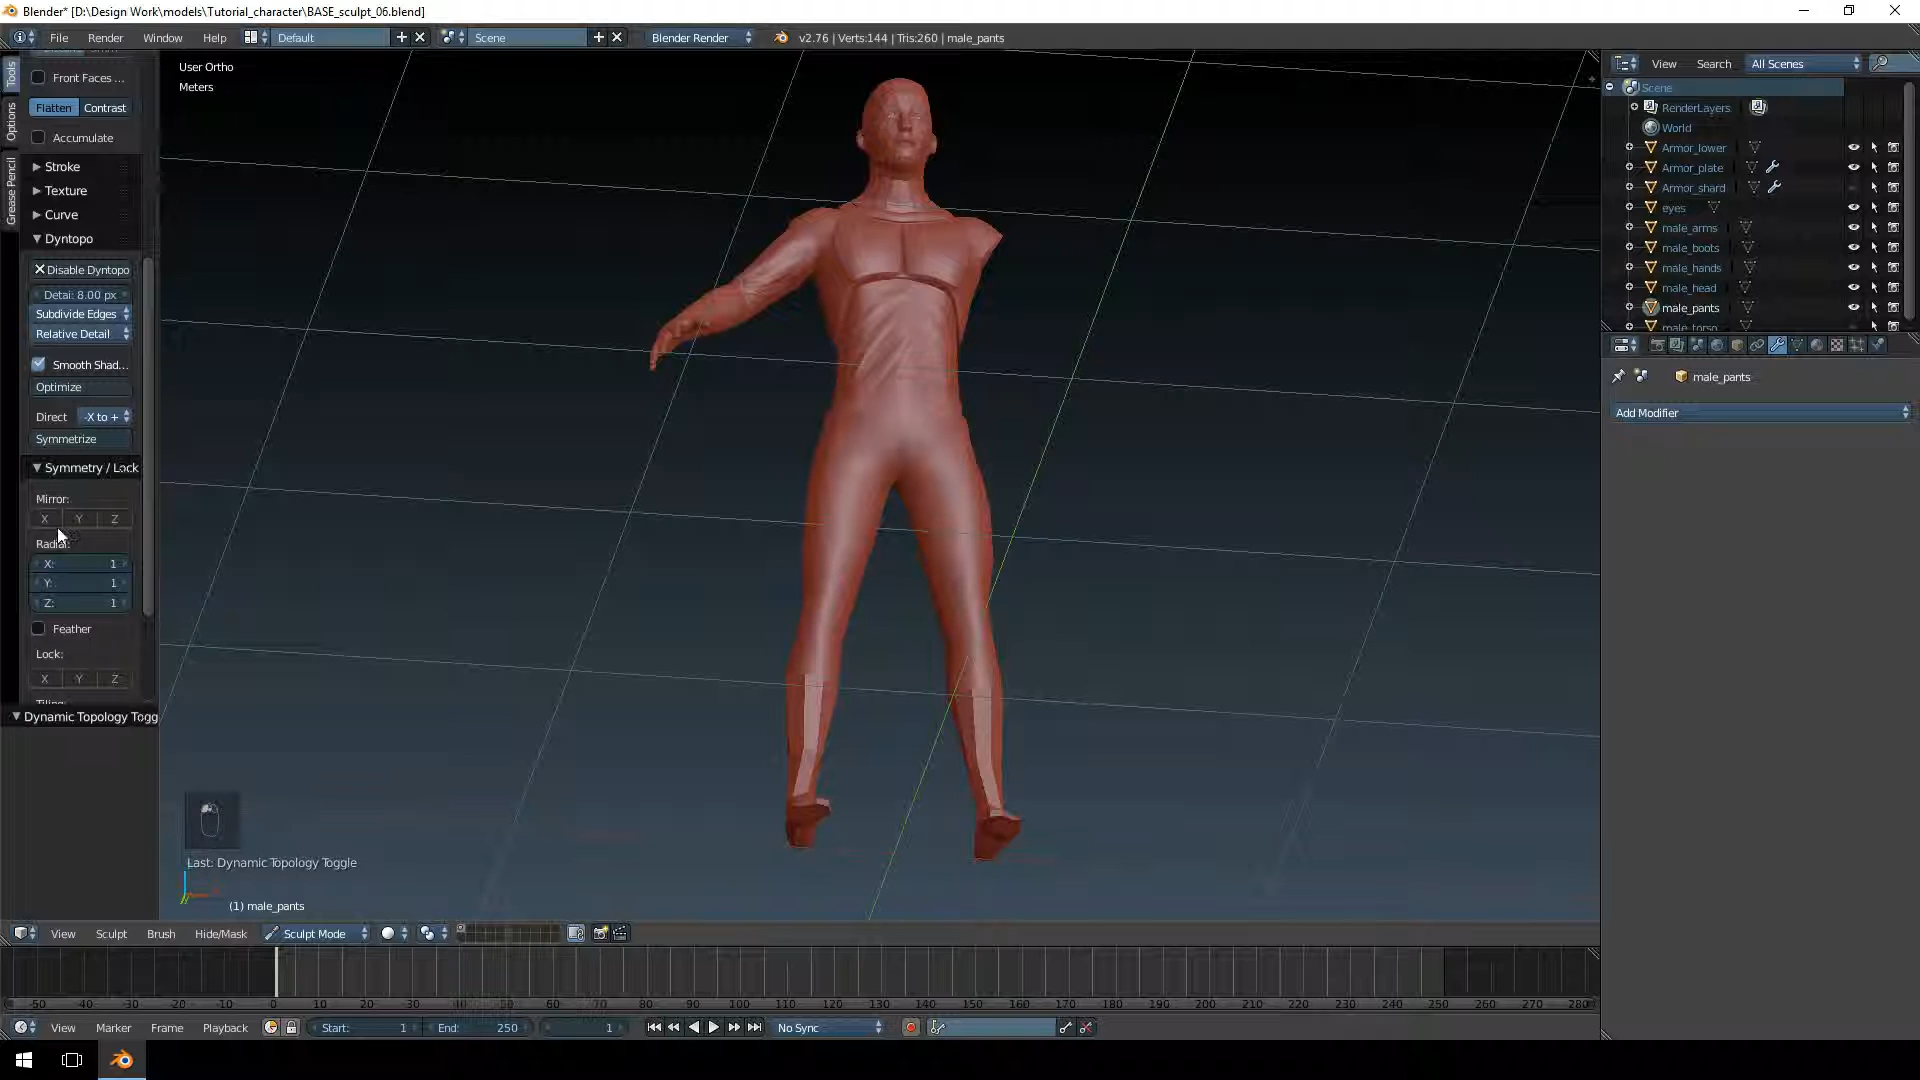 Blender* [D:\Design Work\models\Tutorial_character\BASE_sculpt_06.blend]
File Render Window Help Default Scene Blender Render v2.76 | Verts:144 | Tris:260 | male_pants
User Ortho
Meters
Tools
Options
Grease Pencil
Front Faces ...
Flatten Contrast
Accumulate
Stroke
Texture
Curve
Dyntopo
Disable Dyntopo
Detai: 8.00 px
Subdivide Edges
Relative Detail
Smooth Shad...
Optimize
Direct -X to +
Symmetrize
Symmetry / Lock
Mirror:
X Y Z
Radial:
X: 1
Y: 1
Z: 1
Feather
Lock:
X Y Z
Tiling:
Dynamic Topology Togg
Last: Dynamic Topology Toggle
(1) male_pants
View Search All Scenes
Scene
RenderLayers
World
Armor_lower
Armor_plate
Armor_shard
eyes
male_arms
male_boots
male_hands
male_head
male_pants
male_torso
male_pants
Add Modifier
View Sculpt Brush Hide/Mask Sculpt Mode
-50 -40 -30 -20 -10 0 10 20 30 40 50 60 70 80 90 100 110 120 130 140 150 160 170 180 190 200 210 220 230 240 250 260 270 280
View Marker Frame Playback Start: 1 End: 250 1 No Sync